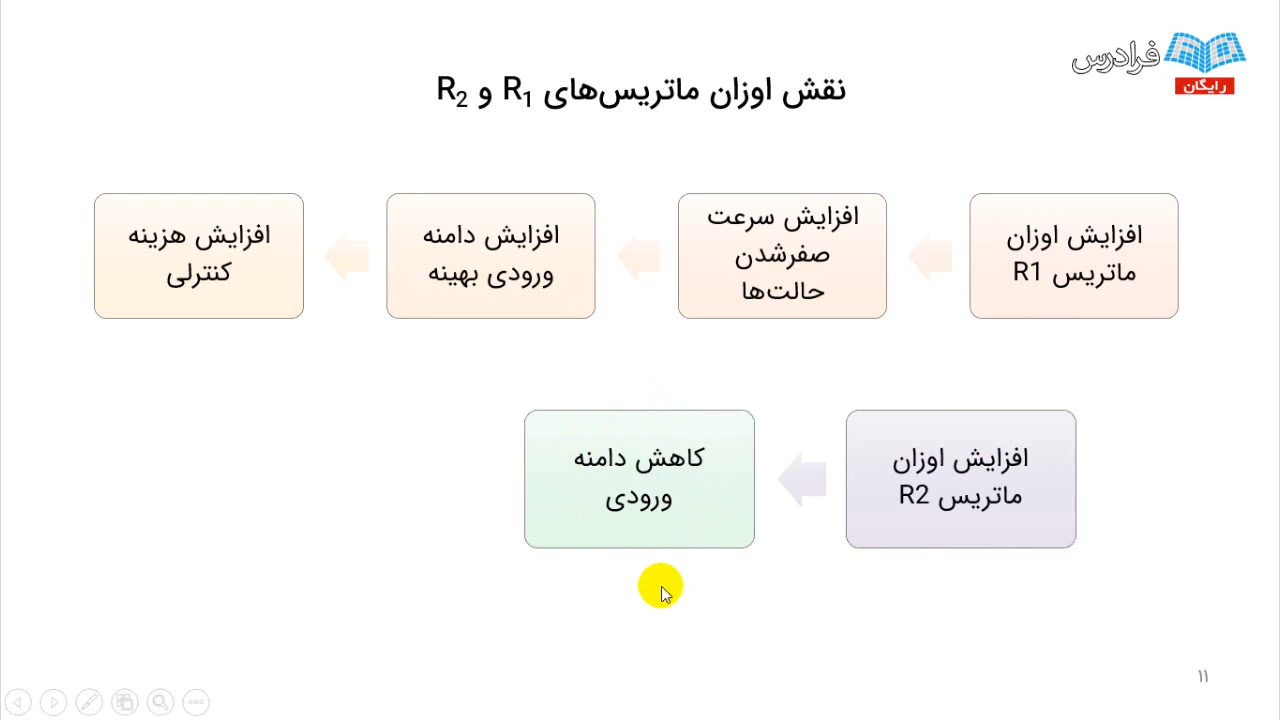 فرادرس
رایگان
نقش اوزان ماتریس‌های R₁ و R₂
افزایش اوزان
ماتریس R1
افزایش سرعت
صفرشدن
حالت‌ها
افزایش دامنه
ورودی بهینه
افزایش هزینه
کنترلی
افزایش اوزان
ماتریس R2
کاهش دامنه
ورودی
۱۱